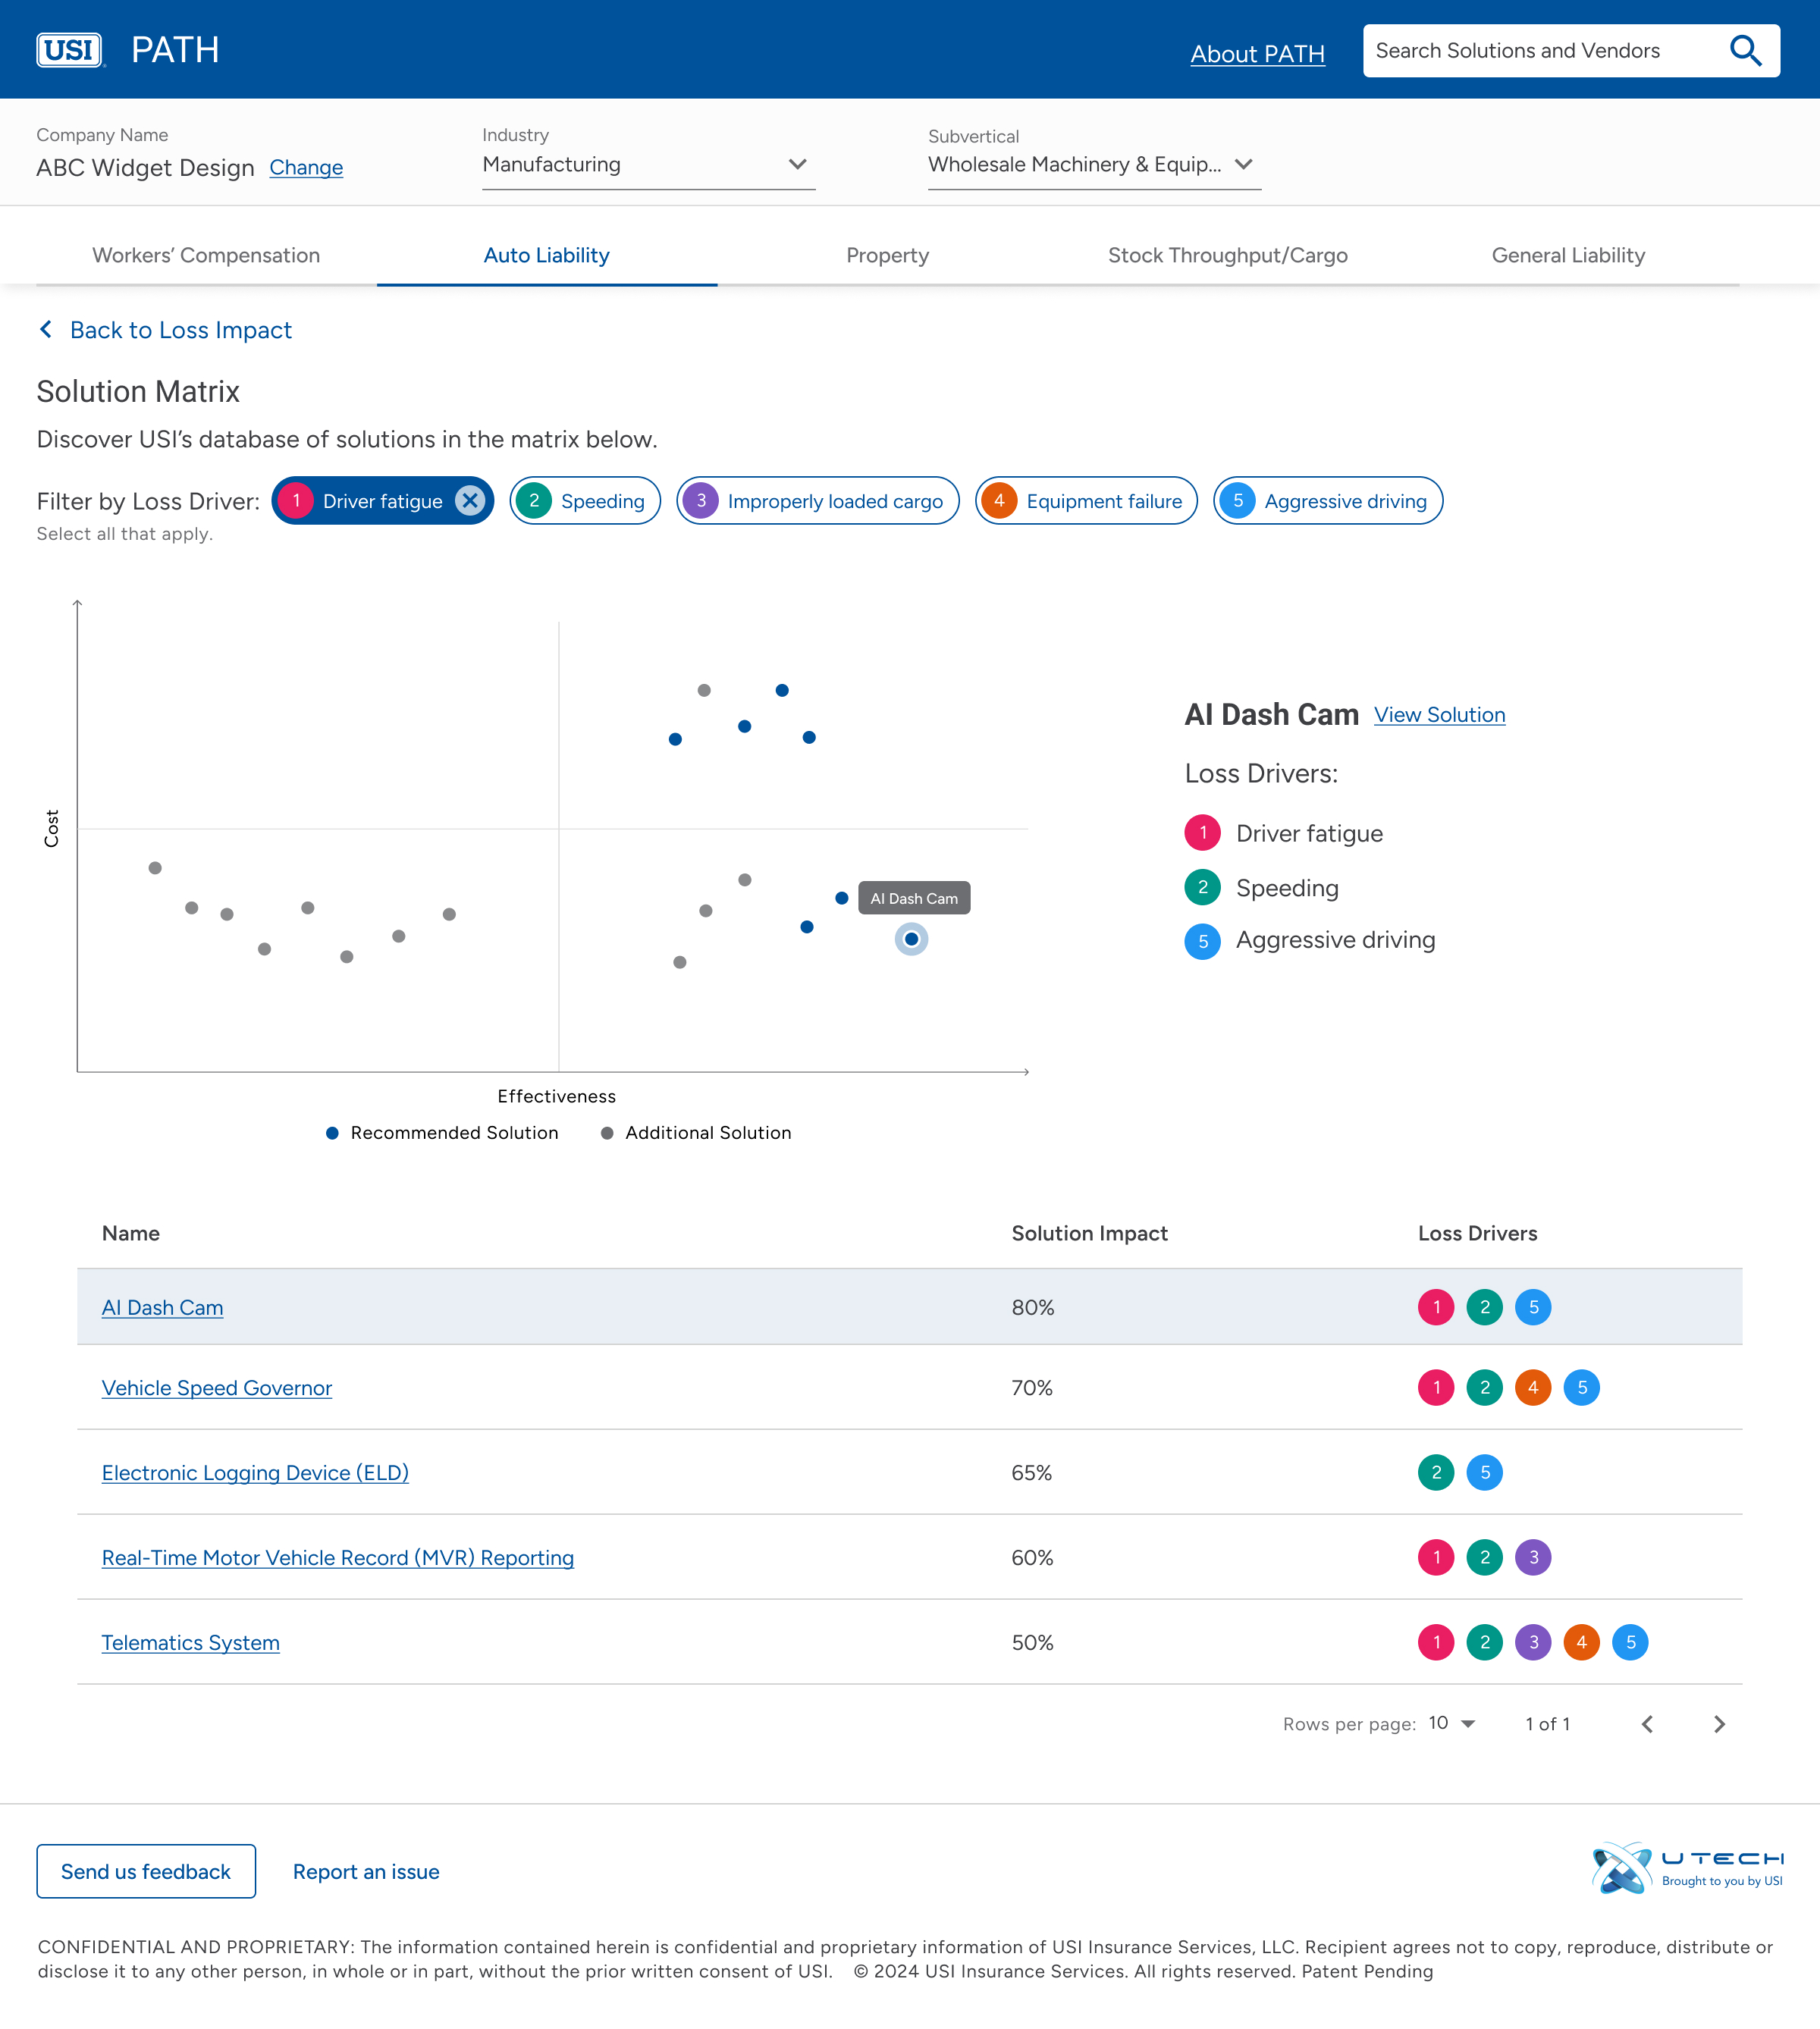 USI PATH
About PATH
Search Solutions and Vendors
Company Name
ABC Widget Design Change
Industry
Manufacturing
Subvertical
Wholesale Machinery & Equip...
Workers’ Compensation
Auto Liability
Property
Stock Throughput/Cargo
General Liability
Back to Loss Impact
Solution Matrix
Discover USI’s database of solutions in the matrix below.
Filter by Loss Driver:
Select all that apply.
1 Driver fatigue
2 Speeding
3 Improperly loaded cargo
4 Equipment failure
5 Aggressive driving
Cost
AI Dash Cam
Effectiveness
Recommended Solution
Additional Solution
AI Dash Cam View Solution
Loss Drivers:
1 Driver fatigue
2 Speeding
5 Aggressive driving
Name Solution Impact Loss Drivers
AI Dash Cam 80% 1 2 5
Vehicle Speed Governor 70% 1 2 4 5
Electronic Logging Device (ELD) 65% 2 5
Real-Time Motor Vehicle Record (MVR) Reporting 60% 1 2 3
Telematics System 50% 1 2 3 4 5
Rows per page: 10 1 of 1
Send us feedback
Report an issue
UTECH
Brought to you by USI
CONFIDENTIAL AND PROPRIETARY: The information contained herein is confidential and proprietary information of USI Insurance Services, LLC. Recipient agrees not to copy, reproduce, distribute or
disclose it to any other person, in whole or in part, without the prior written consent of USI. © 2024 USI Insurance Services. All rights reserved. Patent Pending